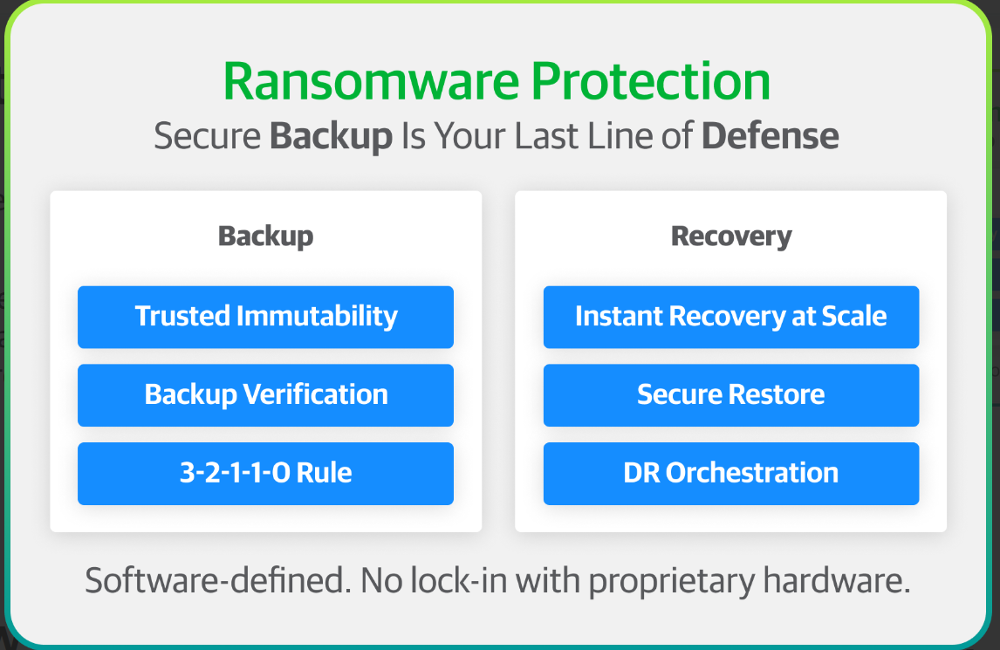 Ransomware Protection
Secure Backup Is Your Last Line of Defense
Backup
Trusted Immutability
Backup Verification
3-2-1-1-0 Rule
Recovery
Instant Recovery at Scale
Secure Restore
DR Orchestration
Software-defined. No lock-in with proprietary hardware.